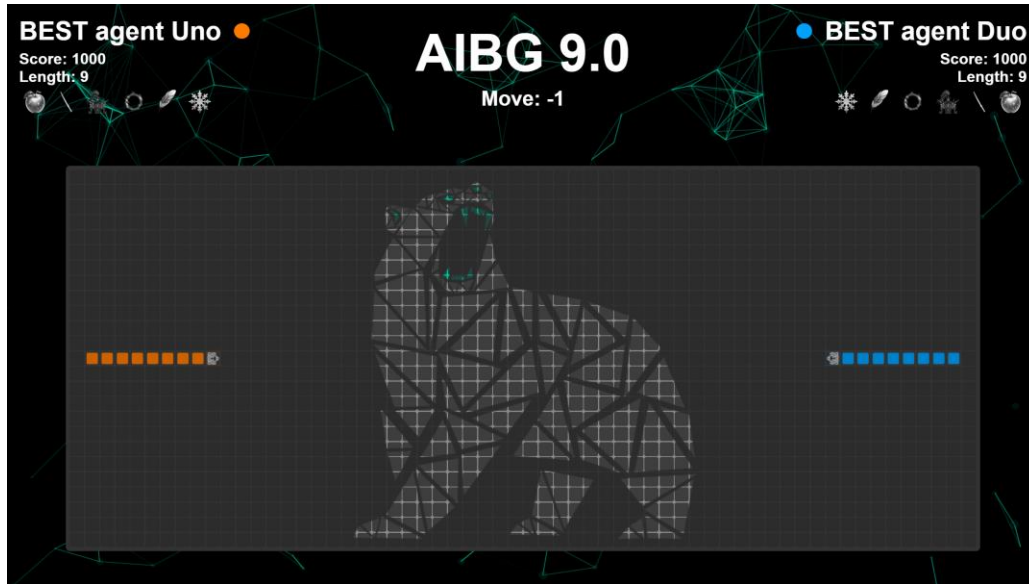 BEST agent Uno
Score: 1000
Length: 9
AIBG 9.0
Move: -1
BEST agent Duo
Score: 1000
Length: 9